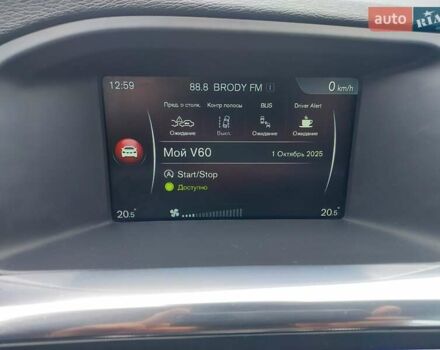 auto RIA
12:59 88.8 BRODY FM i 0 km/h
Пред. о столк. Контр полосы BLIS Driver Alert
Ожидание Выкл. Ожидание Ожидание
Мой V60 1 Октябрь 2025
Start/Stop
Доступно
20.5° 20.5°